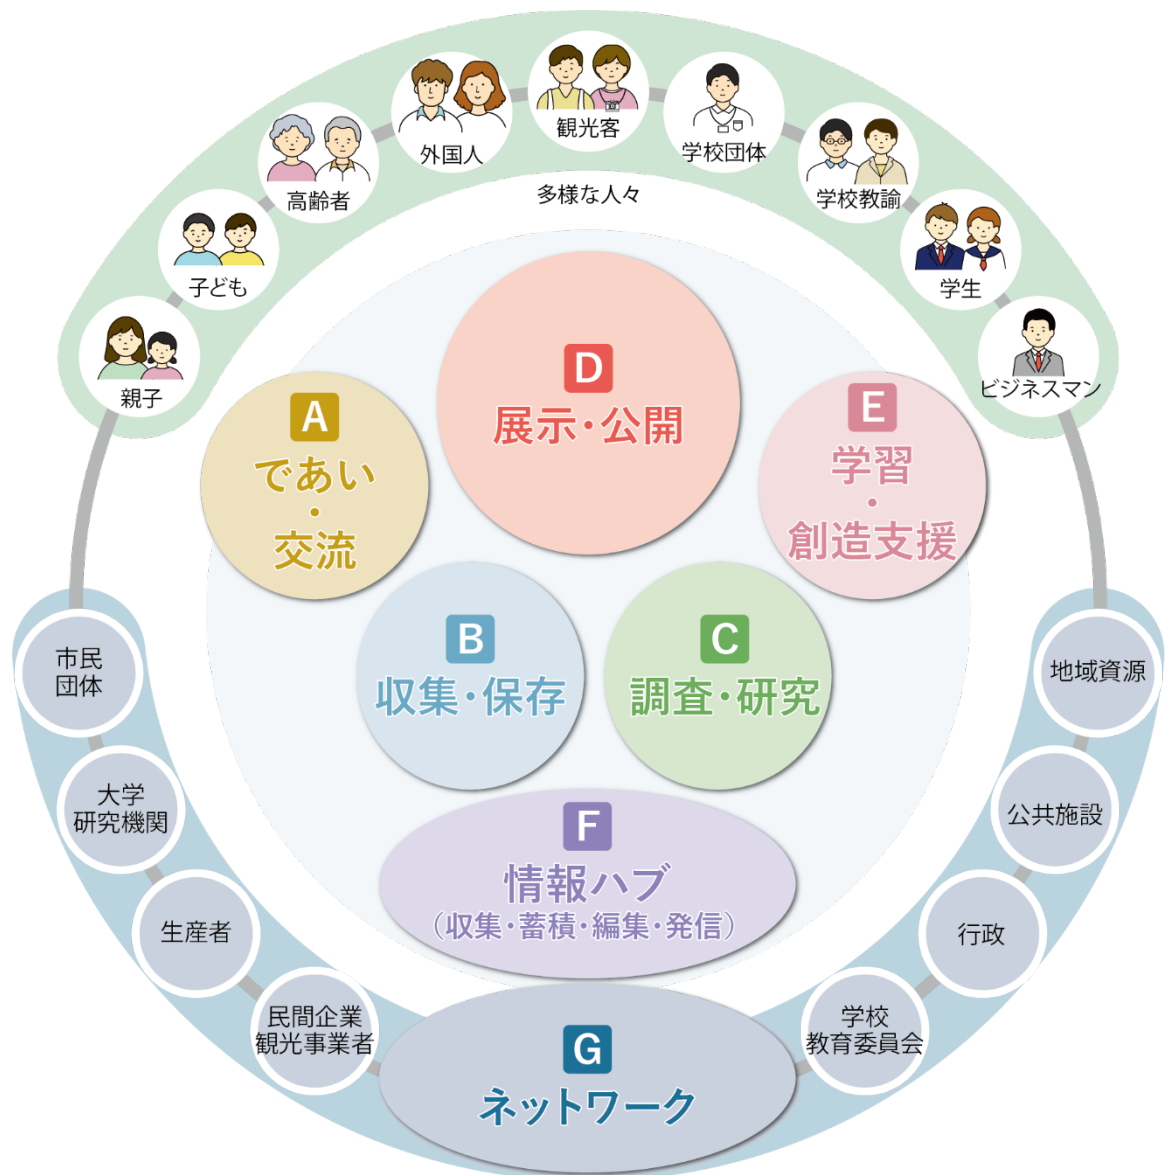 親子
子ども
高齢者
外国人
観光客
学校団体
学校教諭
学生
ビジネスマン
多様な人々
A
であい
・
交流
D
展示・公開
E
学習
・
創造支援
B
収集・保存
C
調査・研究
F
情報ハブ
(収集・蓄積・編集・発信)
G
ネットワーク
市民
団体
大学
研究機関
生産者
民間企業
観光事業者
地域資源
公共施設
行政
学校
教育委員会